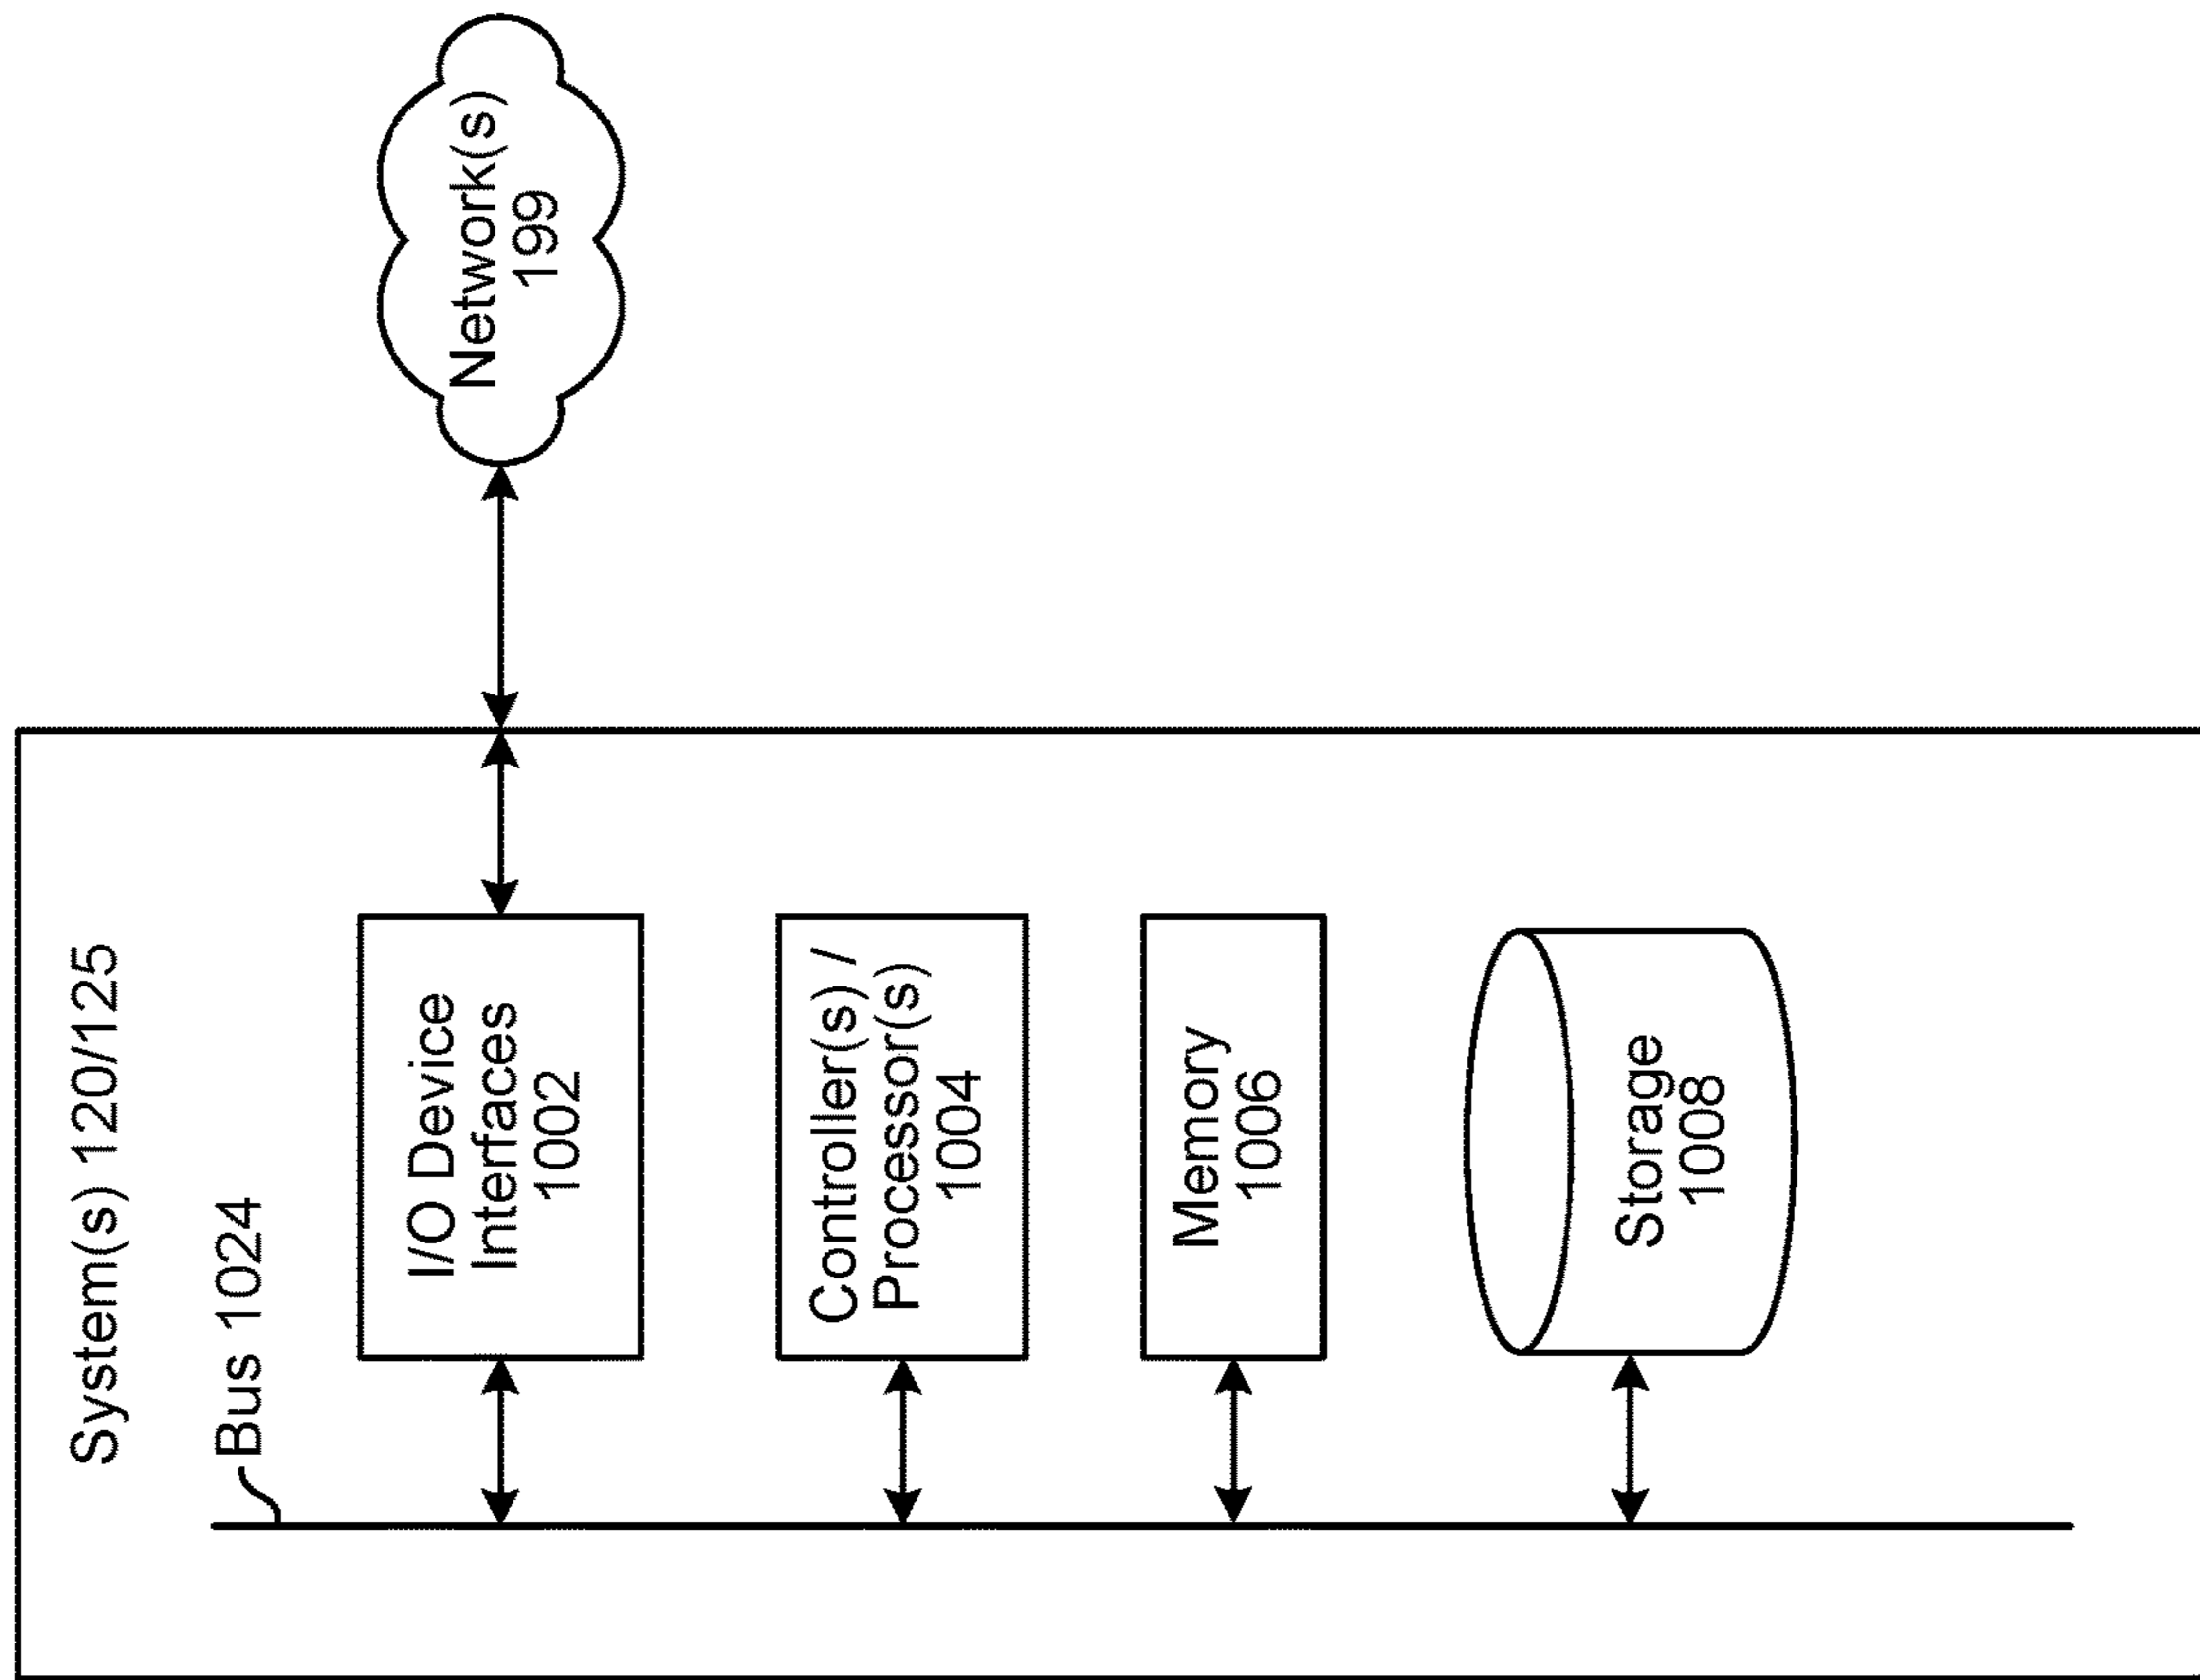 System(s) 120/125
Bus 1024
I/O Device
Interfaces
1002
Network(s)
199
Controller(s) /
Processor(s)
1004
Memory
1006
Storage
1008